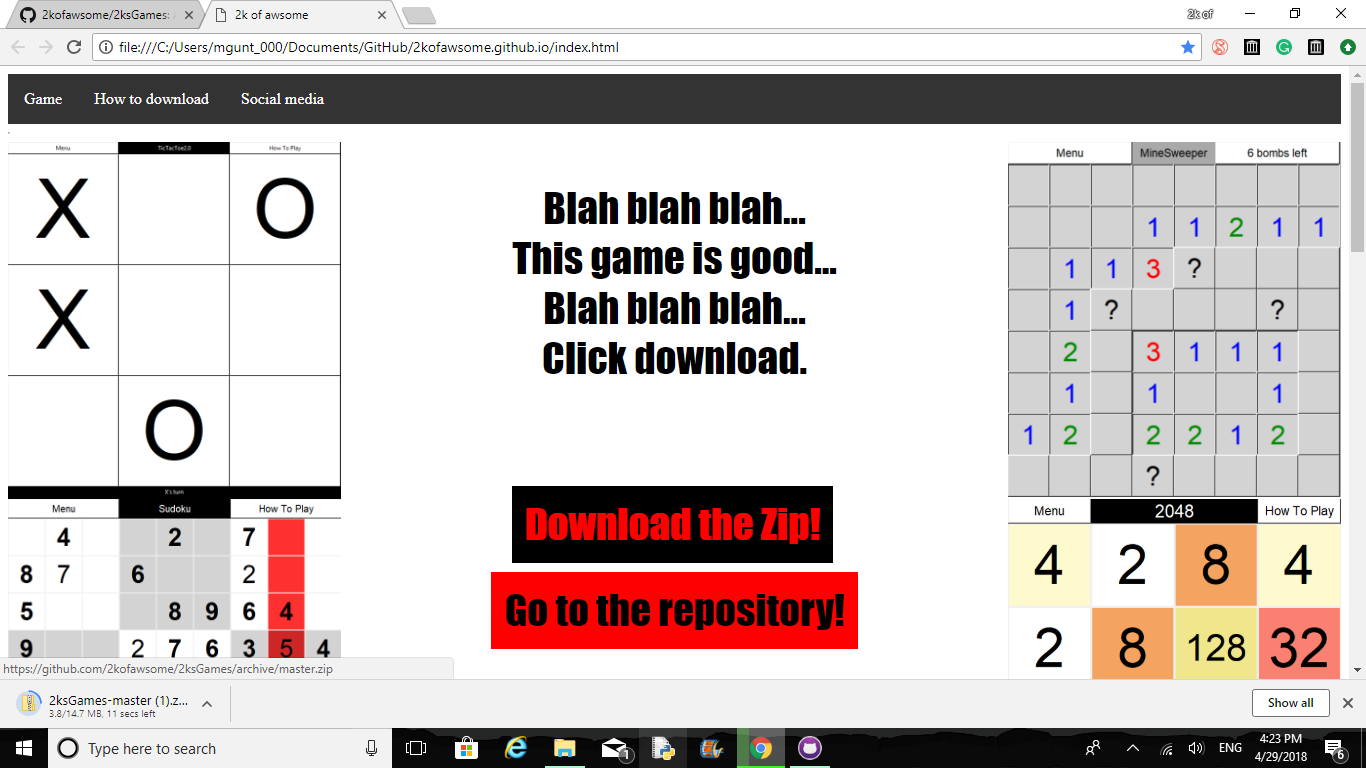 2kofawsome/2ksGames: A
2k of awsome
2k of
file:///C:/Users/mgunt_000/Documents/GitHub/2kofawsome.github.io/index.html
Game How to download Social media
Menu TicTacToe2.0 How To Play
X O
X
O
X's turn
Menu Sudoku How To Play
4 2 7
8 7 6 2
5 8 9 6 4
9 2 7 6 3 5 4
Blah blah blah...
This game is good...
Blah blah blah...
Click download.
Download the Zip!
Go to the repository!
Menu MineSweeper 6 bombs left
1 1 2 1 1
1 1 3 ?
1 ? ?
2 3 1 1 1
1 1 1
1 2 2 2 1 2
?
Menu 2048 How To Play
4 2 8 4
2 8 128 32
https://github.com/2kofawsome/2ksGames/archive/master.zip
2ksGames-master (1).z...
3.8/14.7 MB, 11 secs left
Show all
Type here to search
1
ENG
4:23 PM
4/29/2018
6